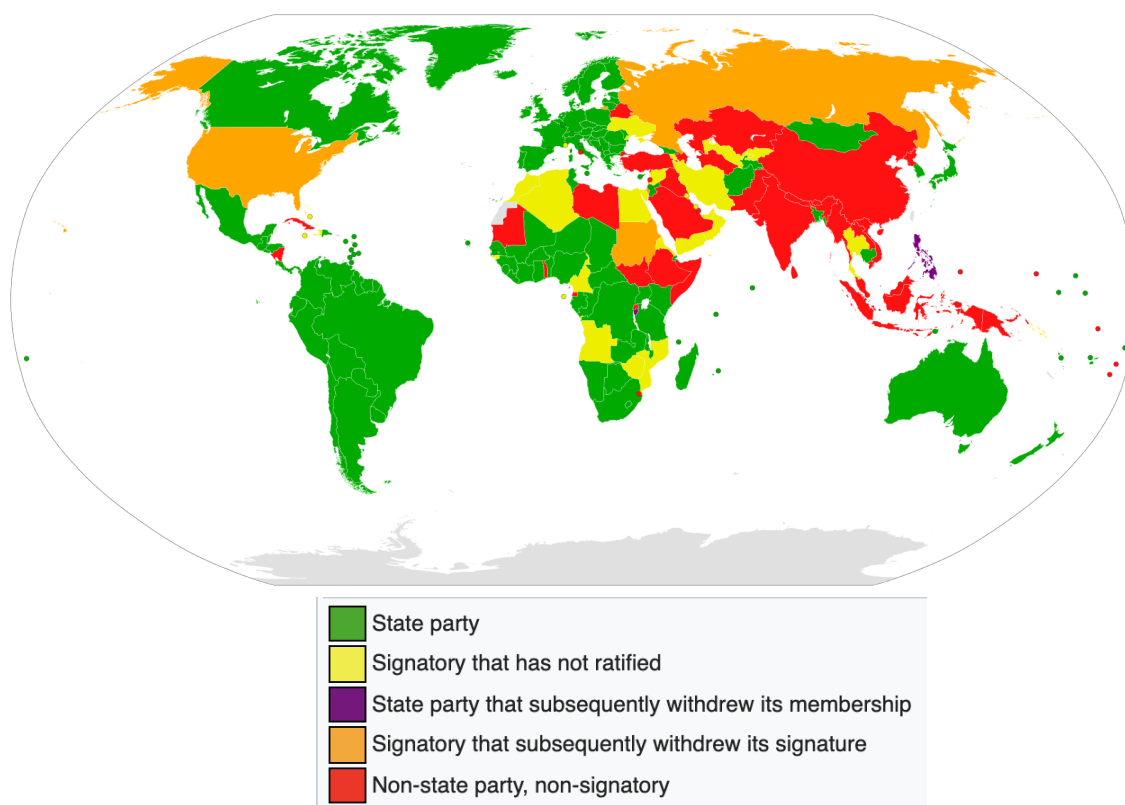 State party
Signatory that has not ratified
State party that subsequently withdrew its membership
Signatory that subsequently withdrew its signature
Non-state party, non-signatory